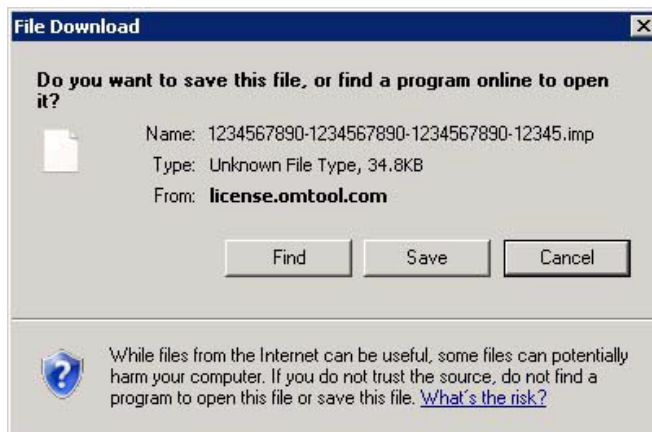 File Download
Do you want to save this file, or find a program online to open
it?
Name: 1234567890-1234567890-1234567890-12345.imp
Type: Unknown File Type, 34.8KB
From: license.omtool.com
Find Save Cancel
While files from the Internet can be useful, some files can potentially
harm your computer. If you do not trust the source, do not find a
program to open this file or save this file. What's the risk?